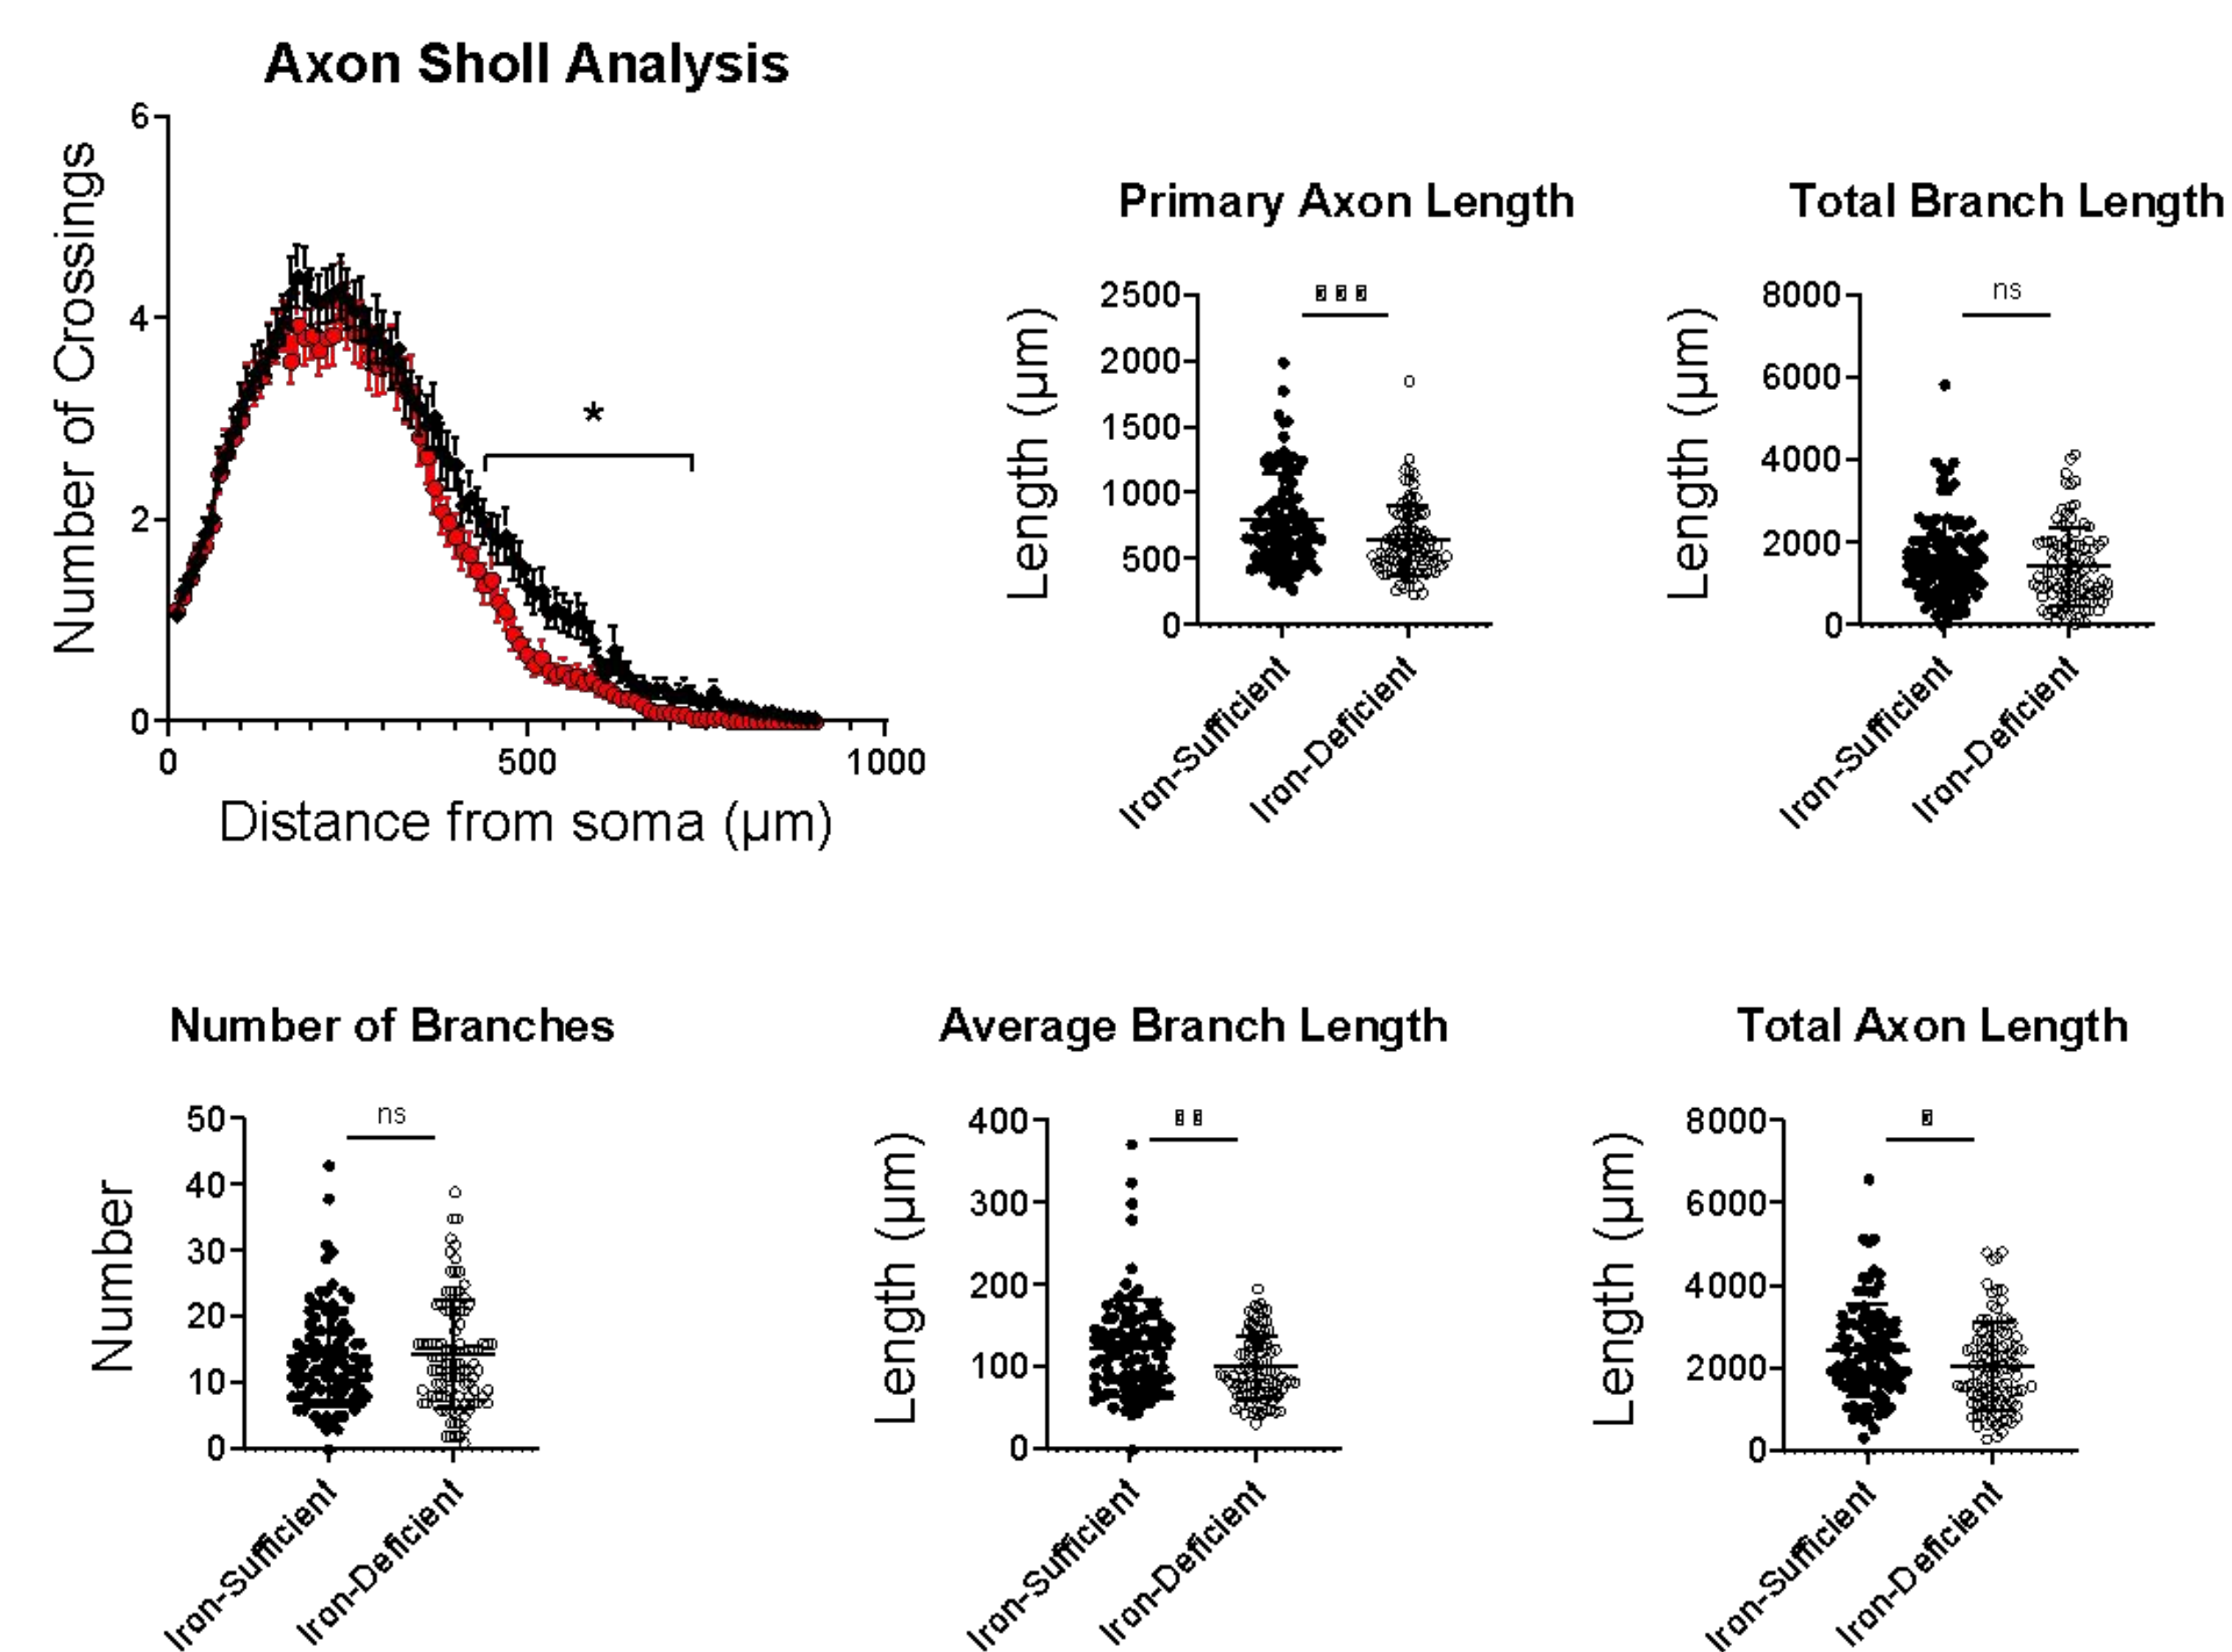 Axon Sholl Analysis
6
4
2
0
Number of Crossings
*
0 500 1000
Distance from soma (µm)
Primary Axon Length
2500
2000
1500
1000
500
0
Length (µm)
Iron-Sufficient
Iron-Deficient
Total Branch Length
ns
8000
6000
4000
2000
0
Length (µm)
Iron-Sufficient
Iron-Deficient
Number of Branches
ns
50
40
30
20
10
0
Number
Iron-Sufficient
Iron-Deficient
Average Branch Length
400
300
200
100
0
Length (µm)
Iron-Sufficient
Iron-Deficient
Total Axon Length
8000
6000
4000
2000
0
Length (µm)
Iron-Sufficient
Iron-Deficient